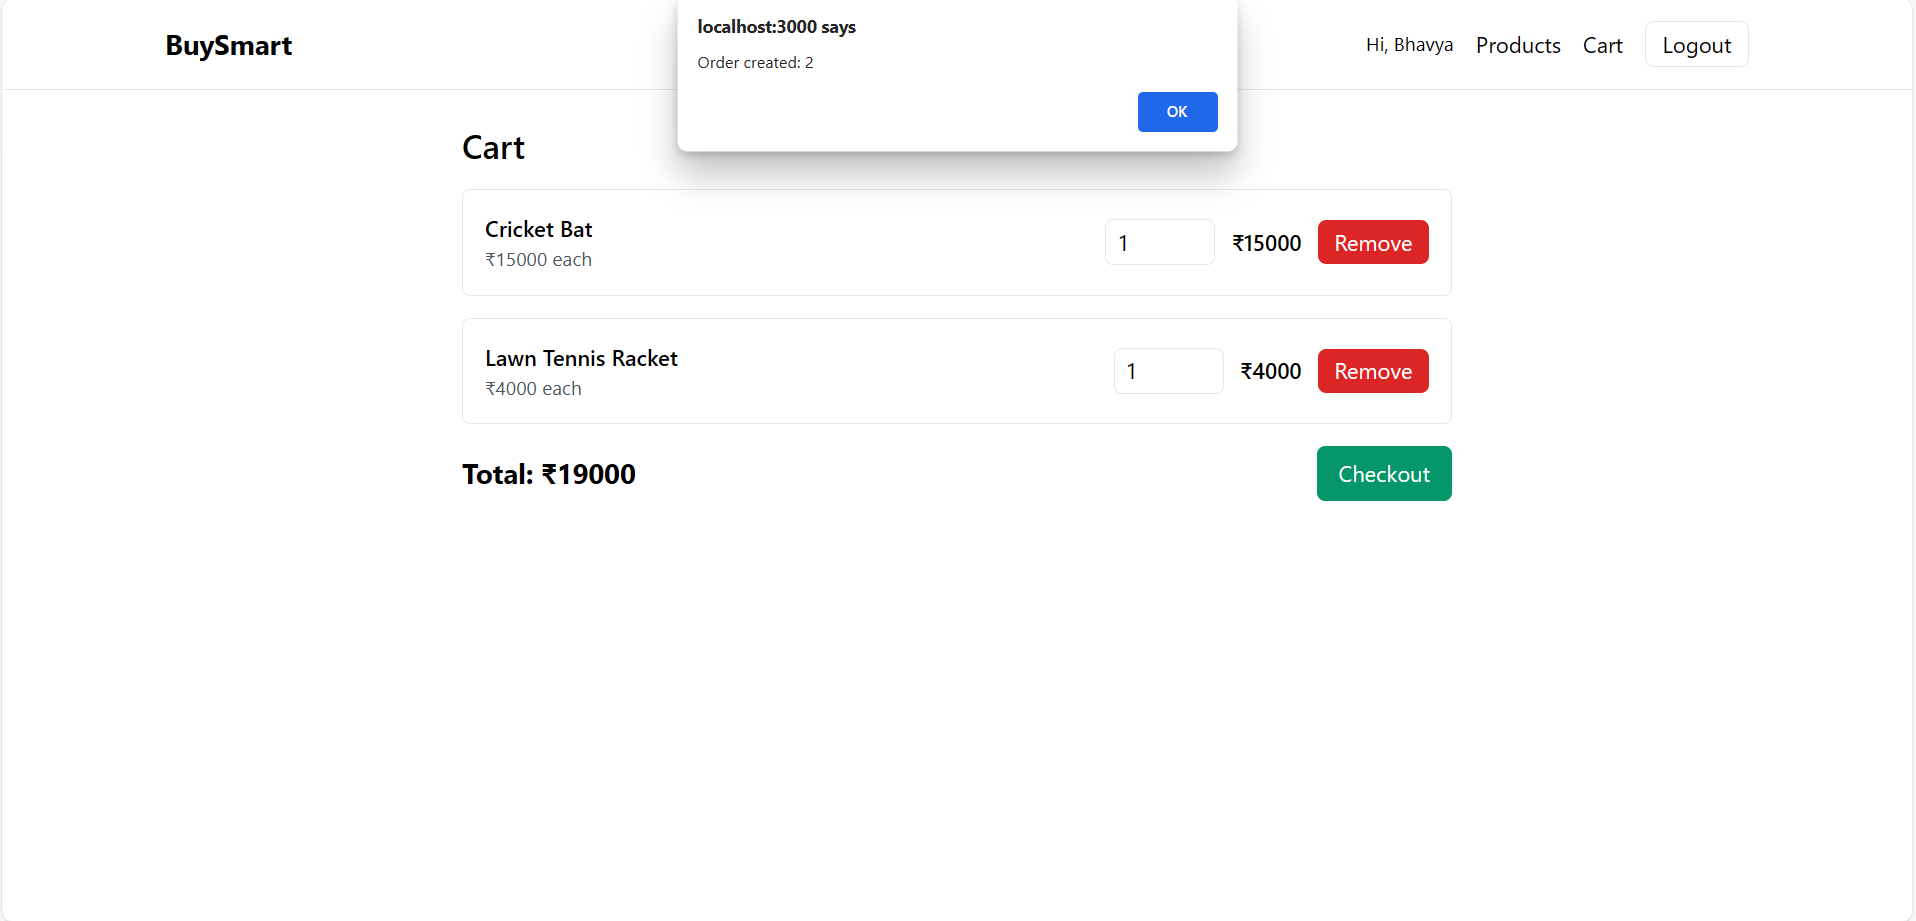 BuySmart
Hi, Bhavya
Products
Cart
Logout
localhost:3000 says
Order created: 2
OK
Cart
Cricket Bat
₹15000 each
1
₹15000
Remove
Lawn Tennis Racket
₹4000 each
1
₹4000
Remove
Total: ₹19000
Checkout